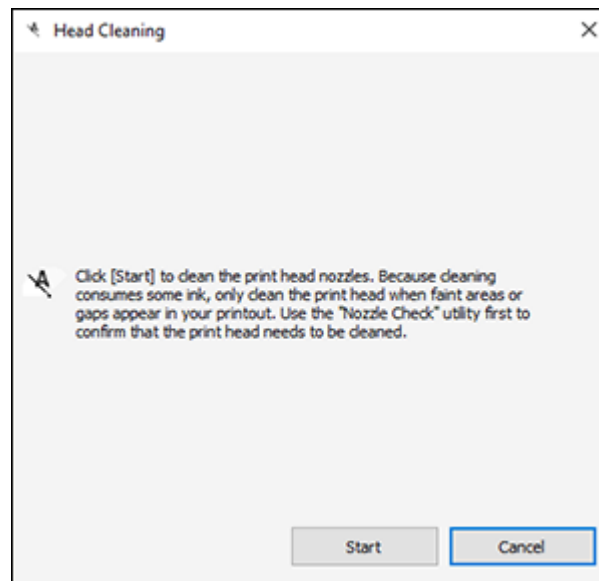 Head Cleaning
Click [Start] to clean the print head nozzles. Because cleaning
consumes some ink, only clean the print head when faint areas or
gaps appear in your printout. Use the "Nozzle Check" utility first to
confirm that the print head needs to be cleaned.
Start
Cancel